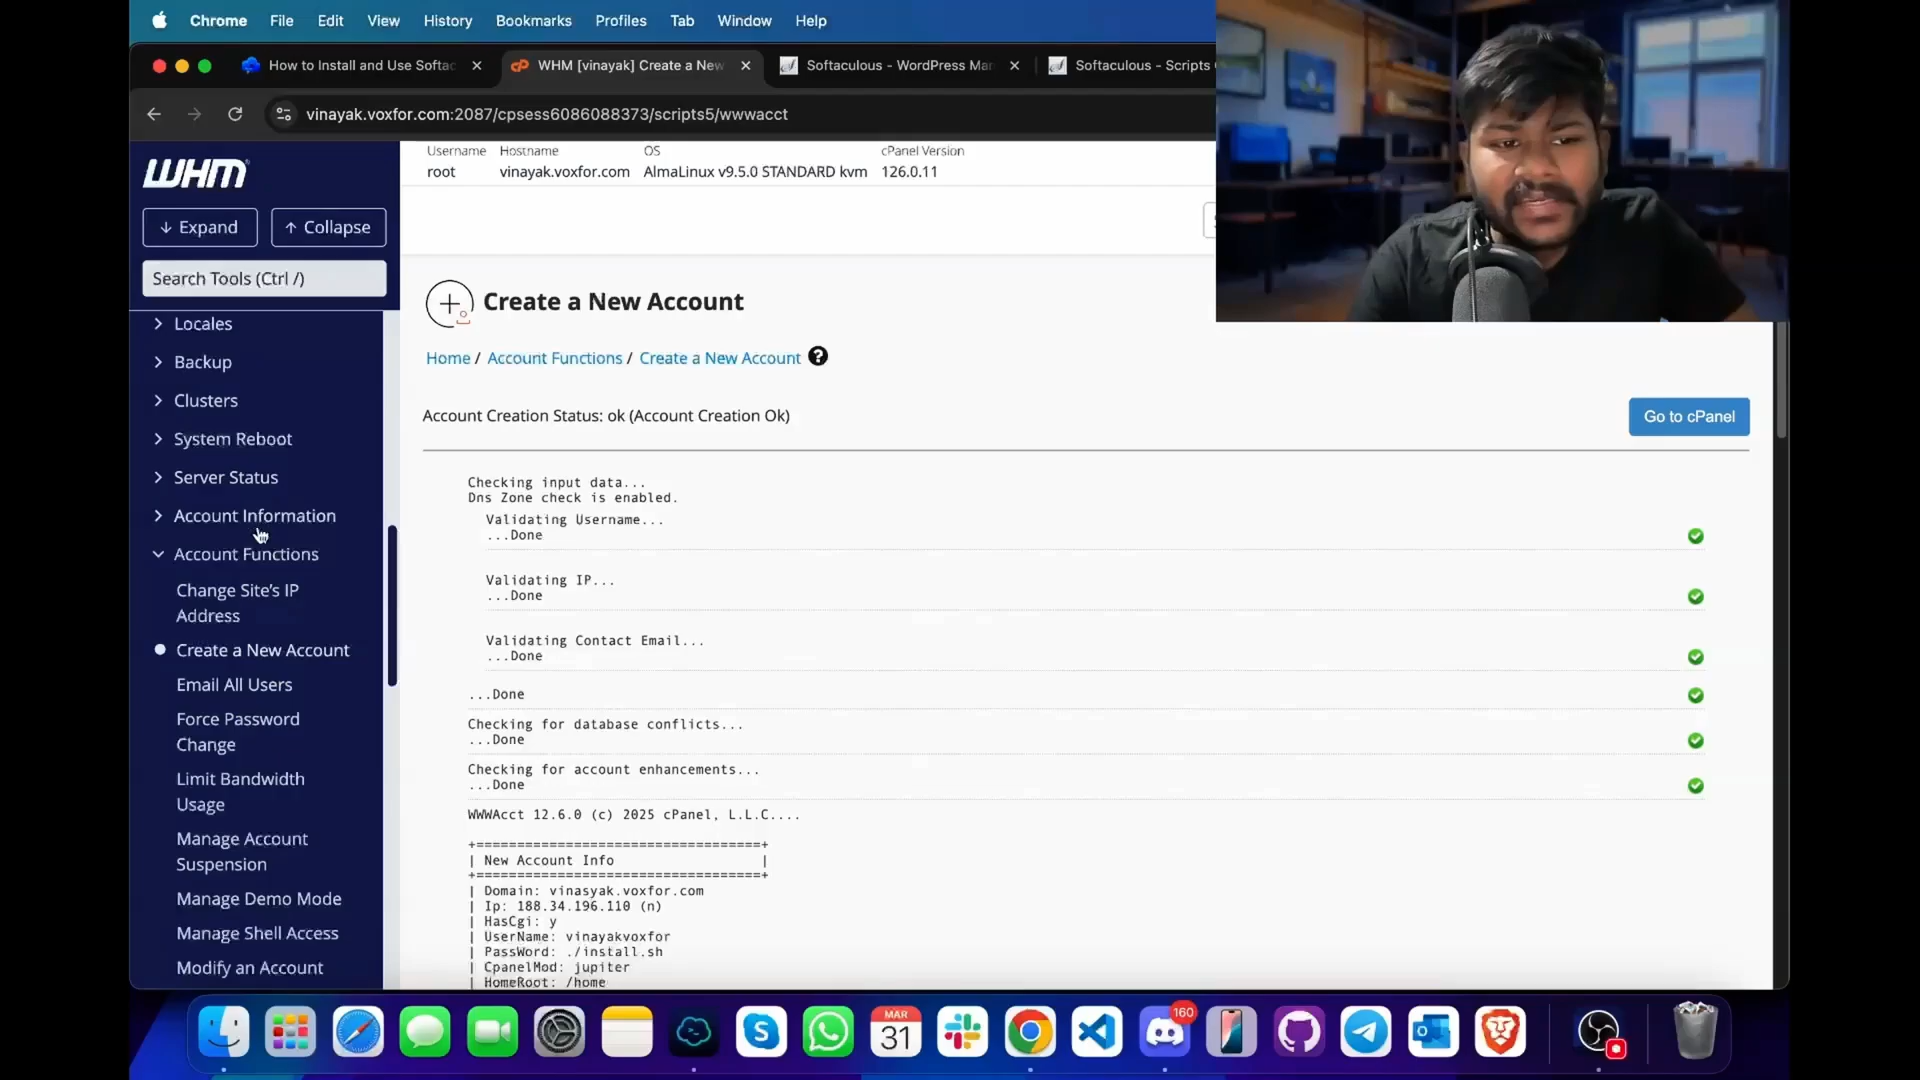 Chrome File Edit View History Bookmarks Profiles Tab Window Help
How to Install and Use Softac
WHM [vinayak] Create a New
Softaculous - WordPress Man
Softaculous - Scripts
vinayak.voxfor.com:2087/cpsess6086088373/scripts5/wwwacct
WHM
Expand
Collapse
Search Tools (Ctrl /)
Locales
Backup
Clusters
System Reboot
Server Status
Account Information
Account Functions
Change Site's IP
Address
Create a New Account
Email All Users
Force Password
Change
Limit Bandwidth
Usage
Manage Account
Suspension
Manage Demo Mode
Manage Shell Access
Modify an Account
Username Hostname OS cPanel Version
root vinayak.voxfor.com AlmaLinux v9.5.0 STANDARD kvm 126.0.11
Create a New Account
Home / Account Functions / Create a New Account
Account Creation Status: ok (Account Creation Ok)
Go to cPanel
Checking input data...
Dns Zone check is enabled.
Validating Username...
...Done
Validating IP...
...Done
Validating Contact Email...
...Done
...Done
Checking for database conflicts...
...Done
Checking for account enhancements...
...Done
WWWAcct 12.6.0 (c) 2025 cPanel, L.L.C....
+===================================+
| New Account Info |
+===================================+
| Domain: vinasyak.voxfor.com
| Ip: 188.34.196.110 (n)
| HasCgi: y
| UserName: vinayakvoxfor
| PassWord: ./install.sh
| CpanelMod: jupiter
| HomeRoot: /home
MAR
31
160